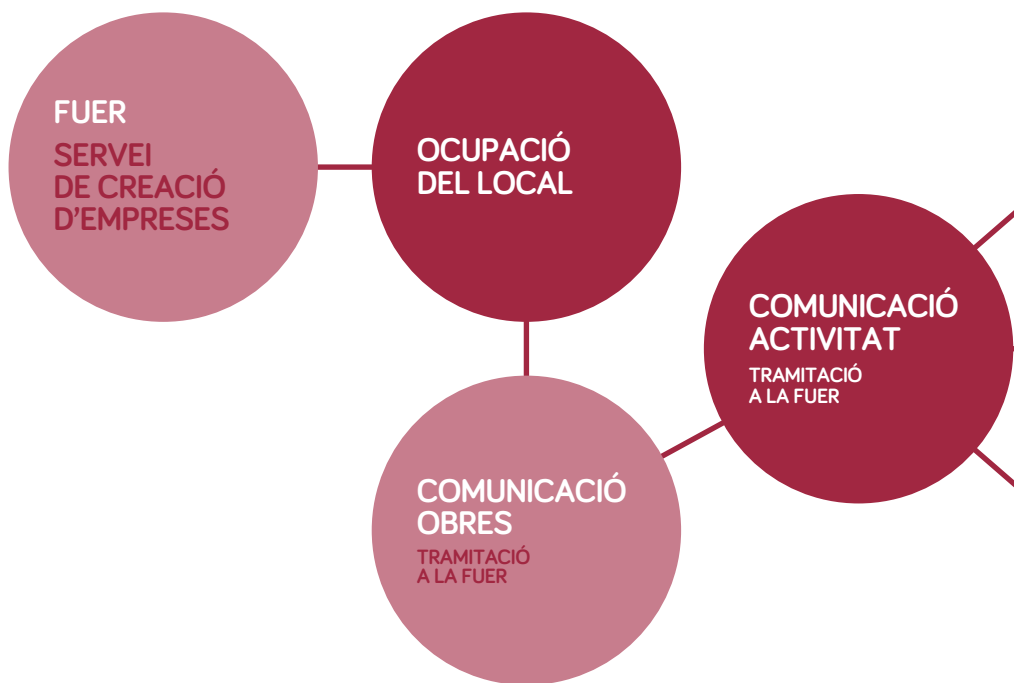 FUER
SERVEI
DE CREACIÓ
D'EMPRESES
OCUPACIÓ
DEL LOCAL
COMUNICACIÓ
OBRES
TRAMITACIÓ
A LA FUER
COMUNICACIÓ
ACTIVITAT
TRAMITACIÓ
A LA FUER